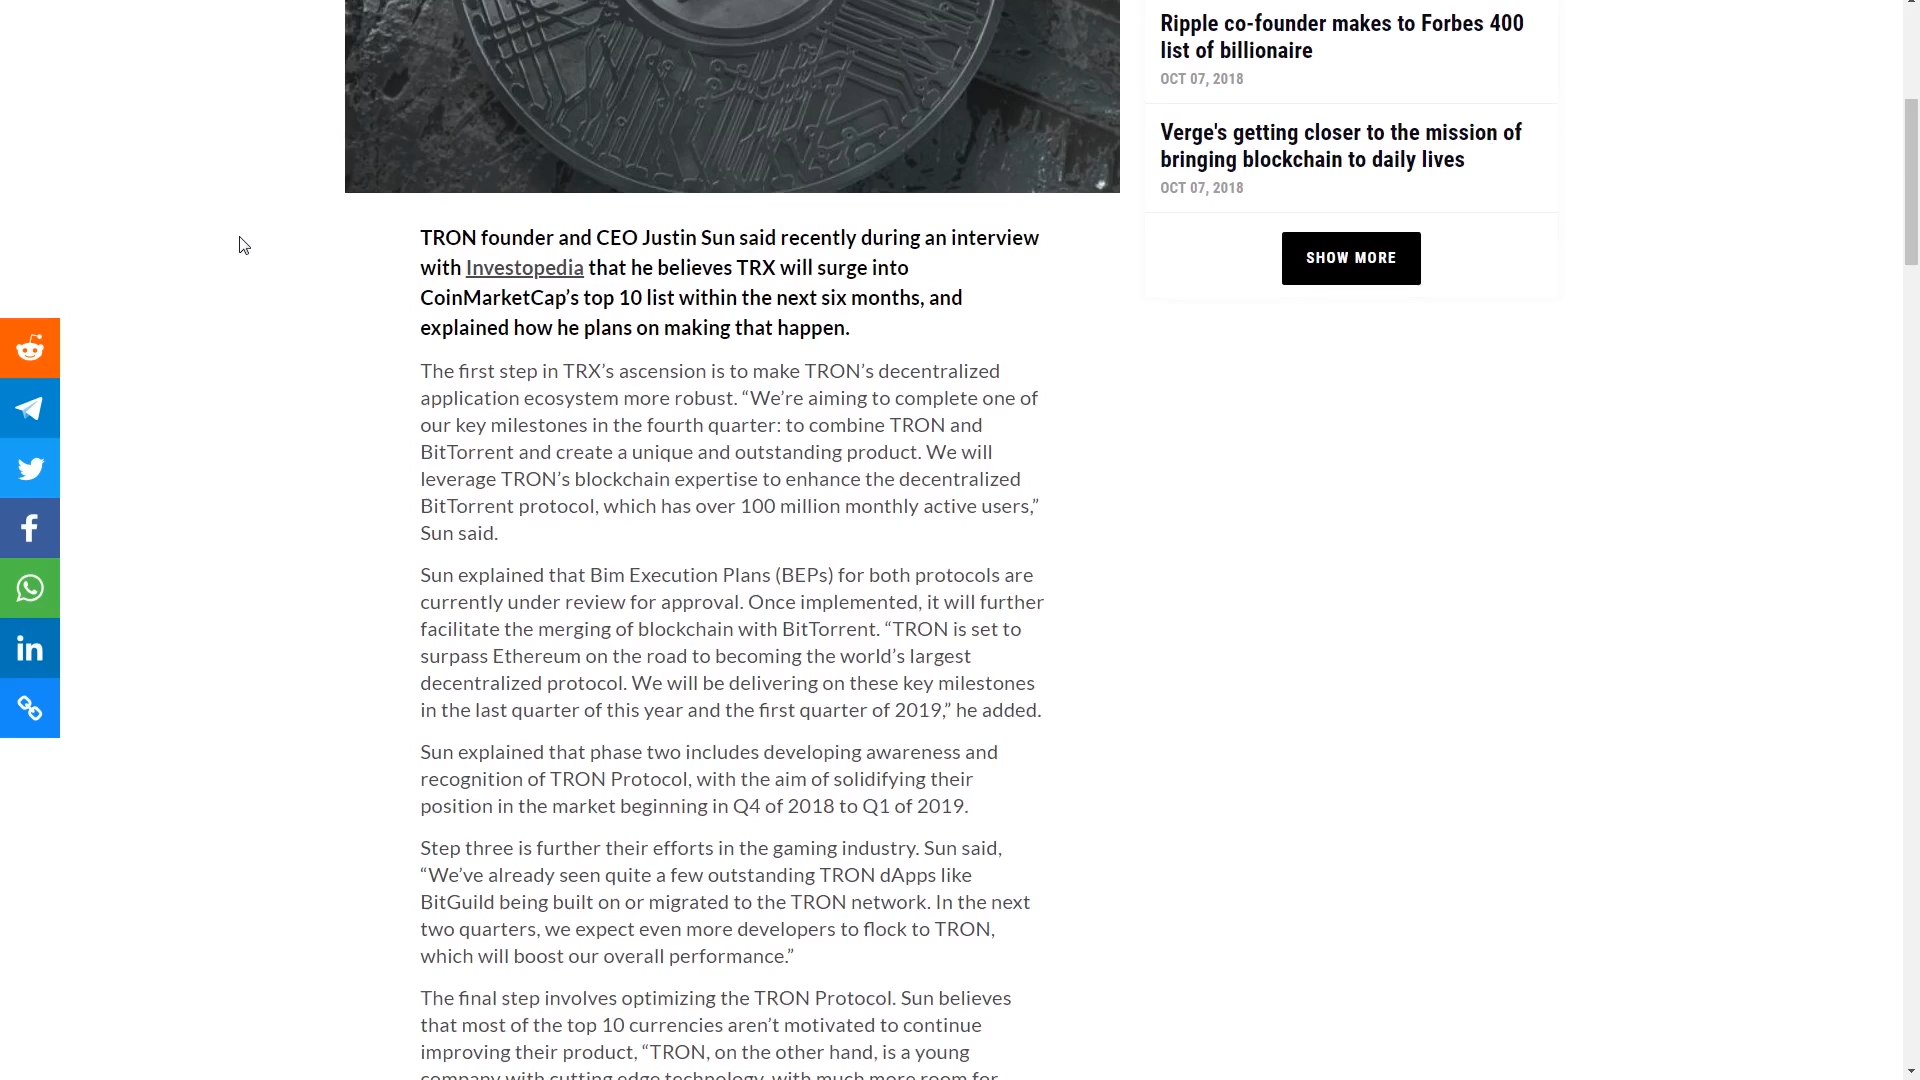 Ripple co-founder makes to Forbes 400
list of billionaire
OCT 07, 2018
Verge's getting closer to the mission of
bringing blockchain to daily lives
OCT 07, 2018
SHOW MORE
TRON founder and CEO Justin Sun said recently during an interview
with Investopedia that he believes TRX will surge into
CoinMarketCap’s top 10 list within the next six months, and
explained how he plans on making that happen.
The first step in TRX’s ascension is to make TRON’s decentralized
application ecosystem more robust. “We’re aiming to complete one of
our key milestones in the fourth quarter: to combine TRON and
BitTorrent and create a unique and outstanding product. We will
leverage TRON’s blockchain expertise to enhance the decentralized
BitTorrent protocol, which has over 100 million monthly active users,”
Sun said.
Sun explained that Bim Execution Plans (BEPs) for both protocols are
currently under review for approval. Once implemented, it will further
facilitate the merging of blockchain with BitTorrent. “TRON is set to
surpass Ethereum on the road to becoming the world’s largest
decentralized protocol. We will be delivering on these key milestones
in the last quarter of this year and the first quarter of 2019,” he added.
Sun explained that phase two includes developing awareness and
recognition of TRON Protocol, with the aim of solidifying their
position in the market beginning in Q4 of 2018 to Q1 of 2019.
Step three is further their efforts in the gaming industry. Sun said,
“We’ve already seen quite a few outstanding TRON dApps like
BitGuild being built on or migrated to the TRON network. In the next
two quarters, we expect even more developers to flock to TRON,
which will boost our overall performance.”
The final step involves optimizing the TRON Protocol. Sun believes
that most of the top 10 currencies aren’t motivated to continue
improving their product, “TRON, on the other hand, is a young
company with cutting edge technology, with much more room for